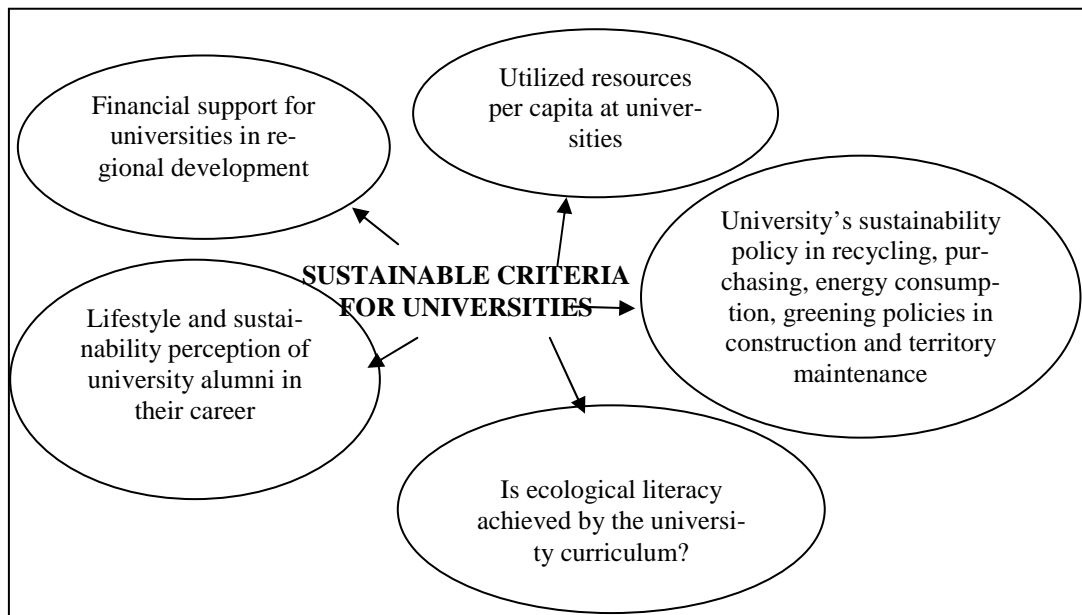 Financial support for
universities in re-
gional development
Utilized resources
per capita at univer-
sities
University’s sustainability
policy in recycling, pur-
chasing, energy consump-
tion, greening policies in
construction and territory
maintenance
SUSTAINABLE CRITERIA
FOR UNIVERSITIES
Lifestyle and sustai-
nability perception of
university alumni in
their career
Is ecological literacy
achieved by the universi-
ty curriculum?